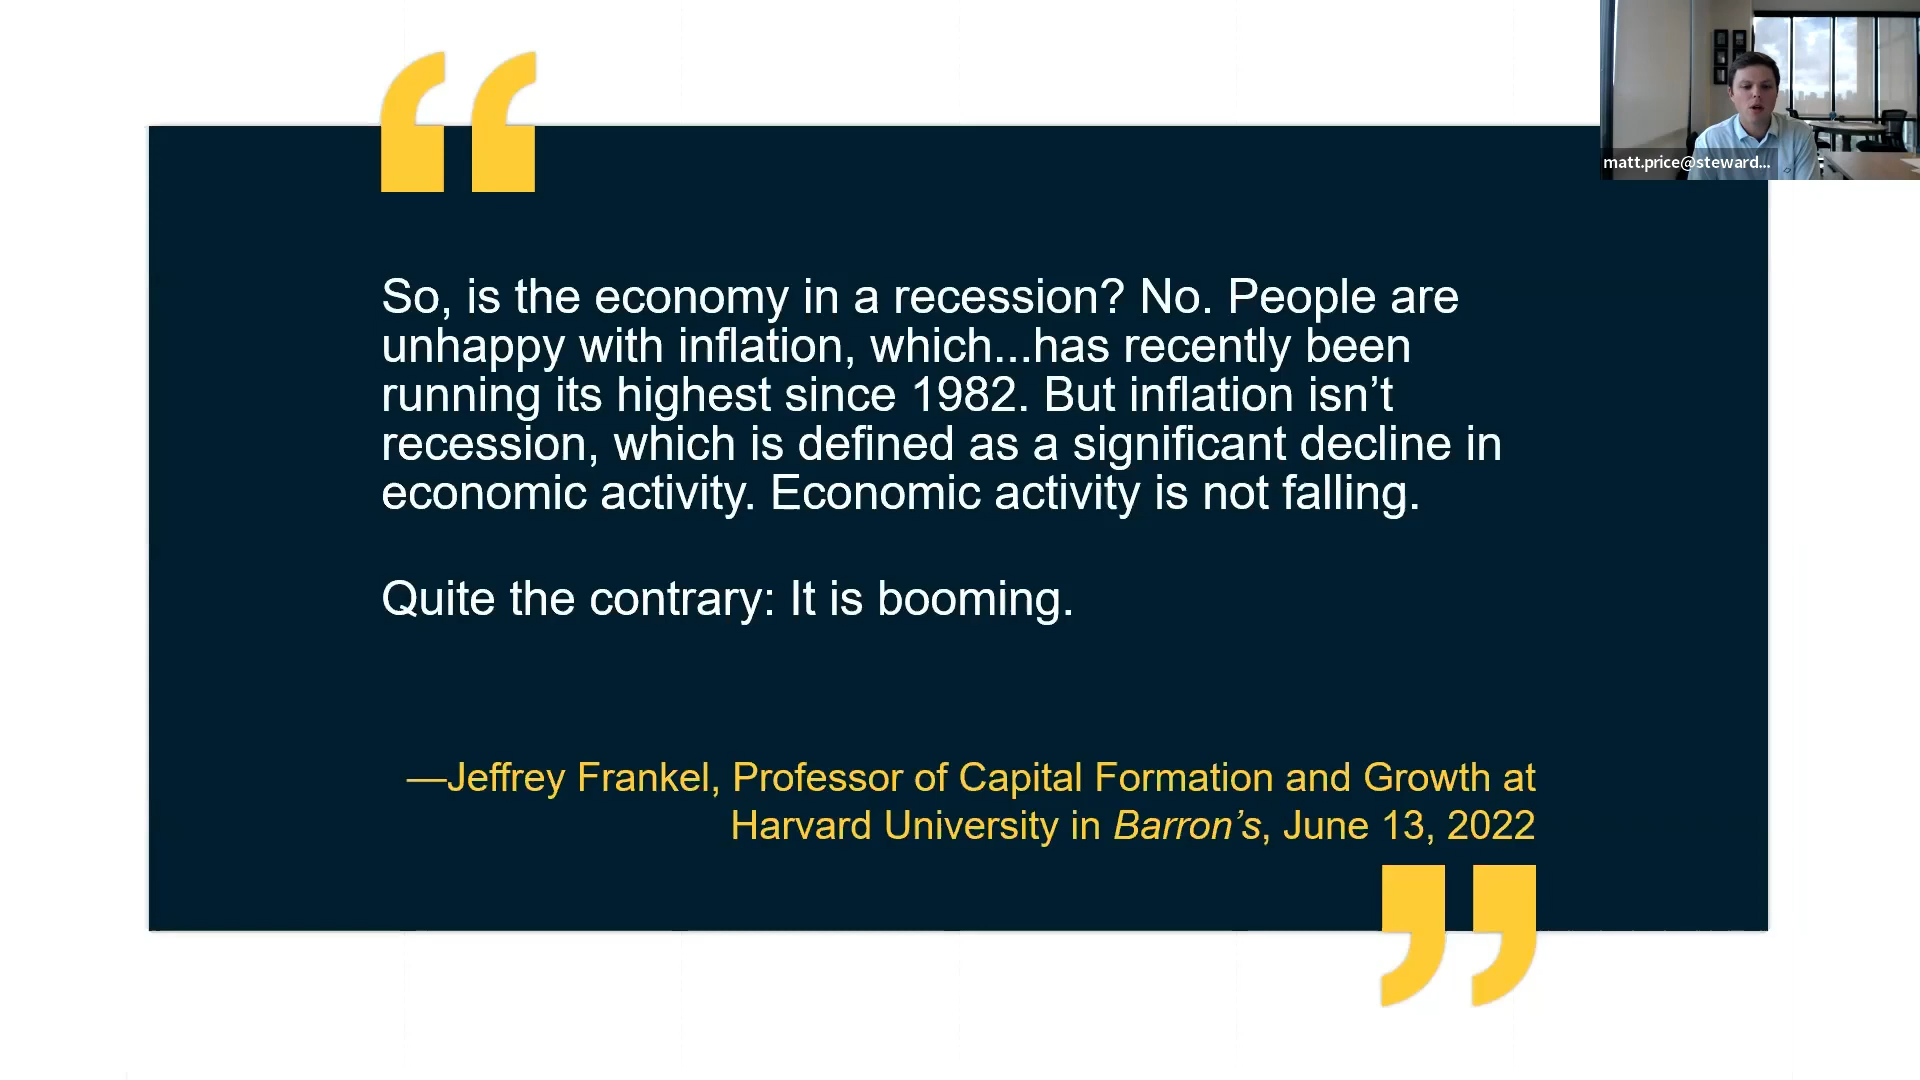 matt.price@steward...
So, is the economy in a recession? No. People are
unhappy with inflation, which...has recently been
running its highest since 1982. But inflation isn’t
recession, which is defined as a significant decline in
economic activity. Economic activity is not falling.
Quite the contrary: It is booming.
—Jeffrey Frankel, Professor of Capital Formation and Growth at
Harvard University in Barron’s, June 13, 2022